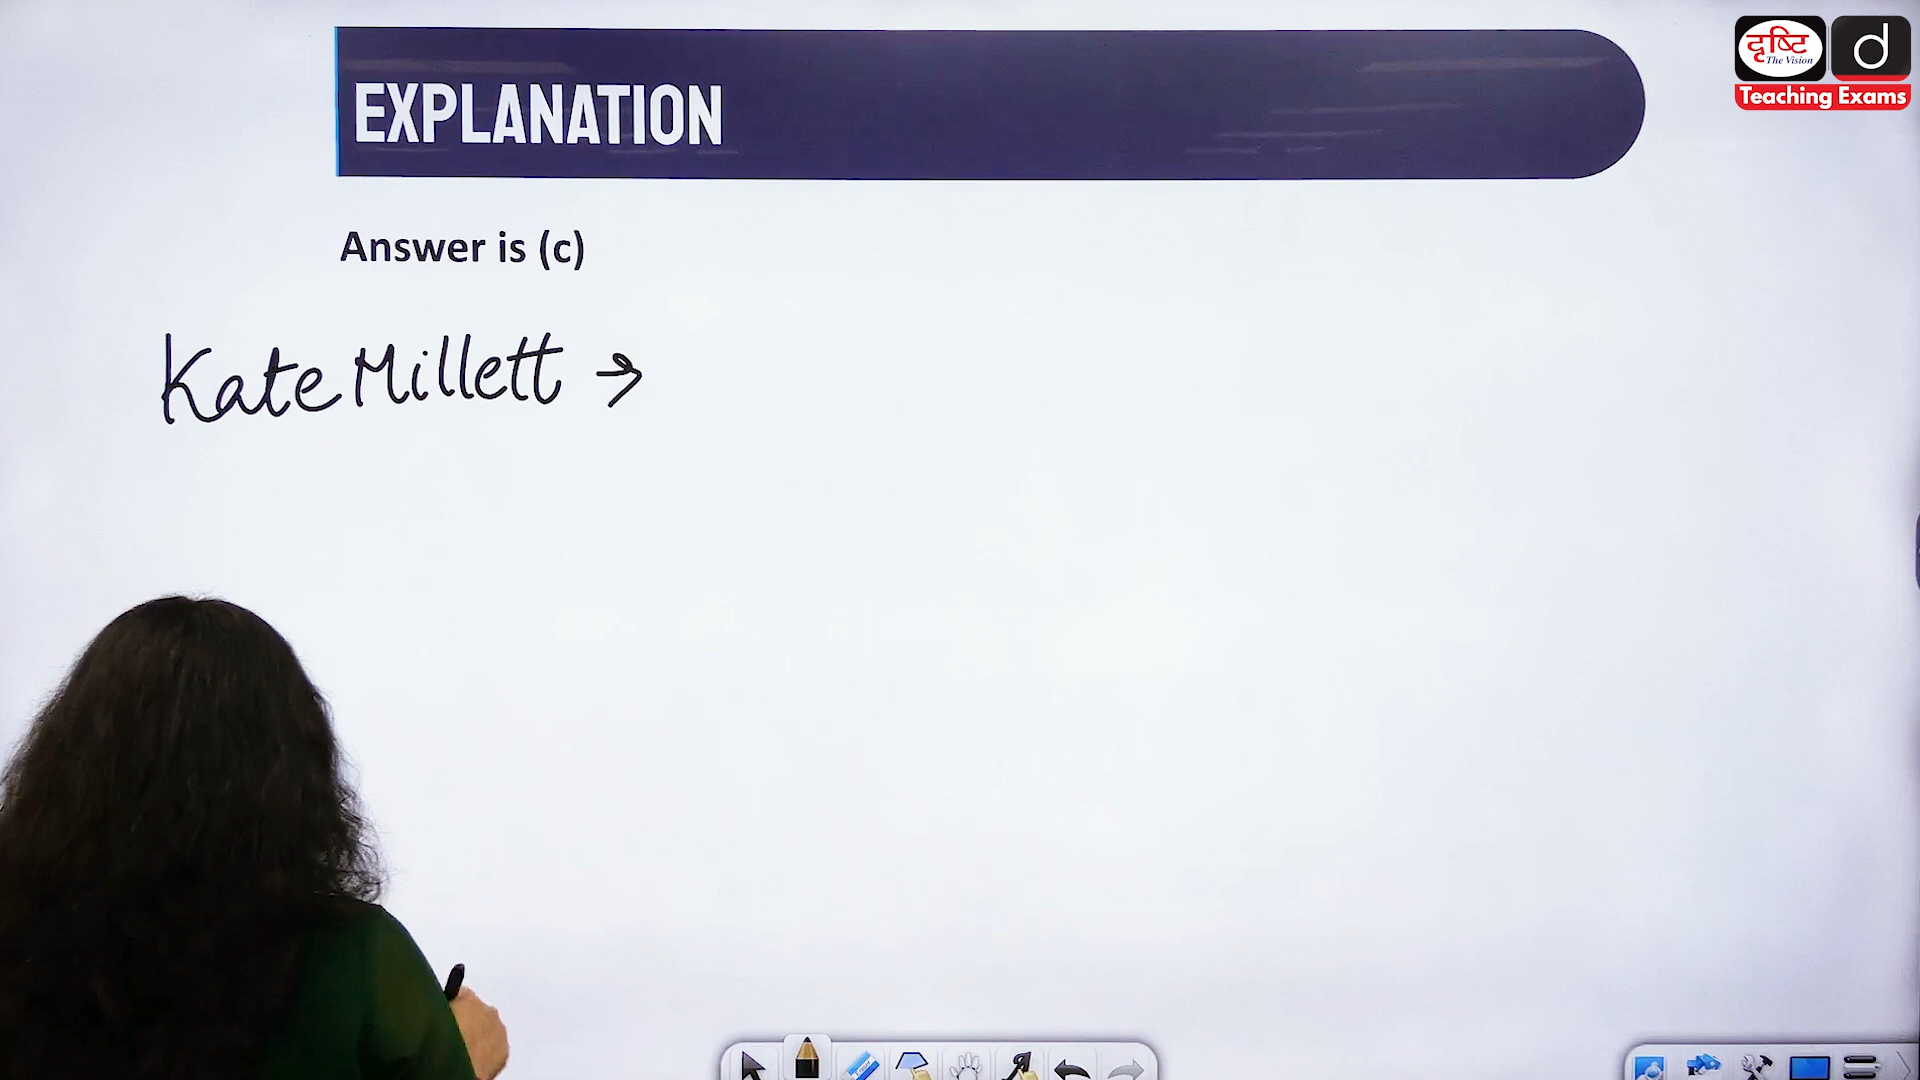 EXPLANATION
दृष्टि
The Vision
d
Teaching Exams
Answer is (c)
Kate Millett →